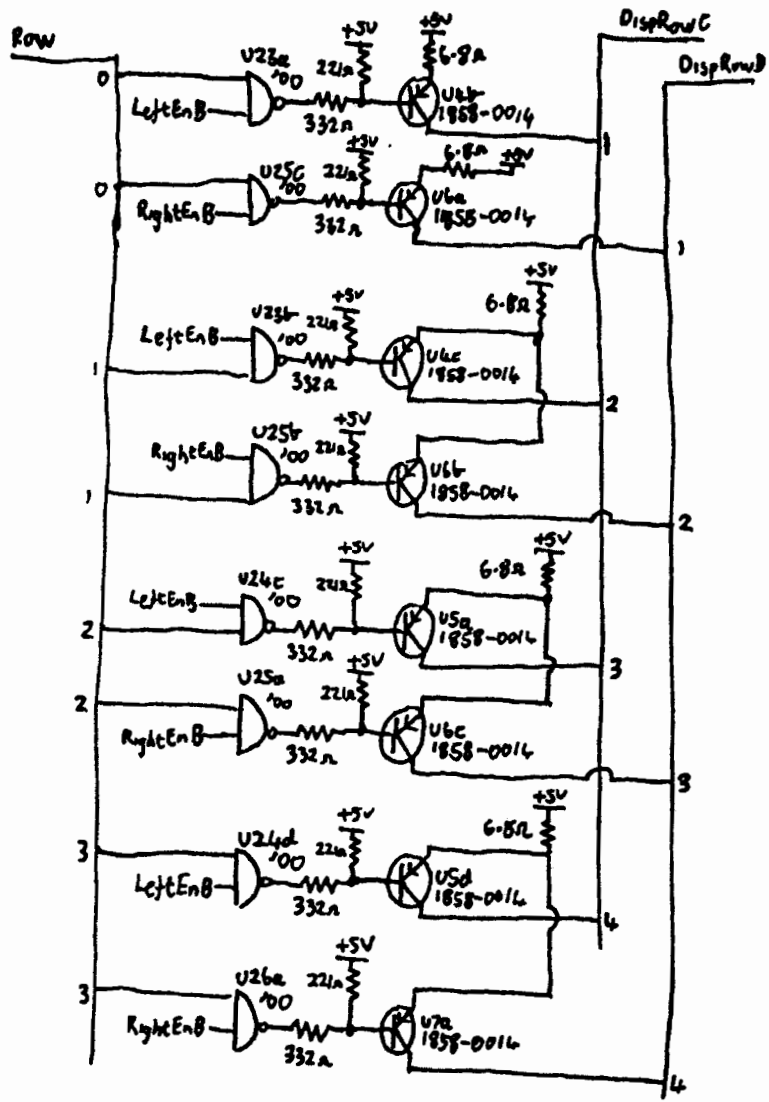 Row
DispRowC
DispRowD
0
U23a
'00
LeftEnB
332Ω
221Ω
+5V
+5V
6.8Ω
U4b
1858-0014
1
0
U25c
'00
RightEnB
332Ω
221Ω
+5V
6.8Ω
+5V
U6a
1858-0014
1
1
LeftEnB
U23b
'00
332Ω
221Ω
+5V
+5V
6.8Ω
U4c
1858-0014
2
1
RightEnB
U25b
'00
332Ω
221Ω
+5V
U6b
1858-0014
2
2
LeftEnB
U24c
'00
332Ω
221Ω
+5V
+5V
6.8Ω
U5a
1858-0014
3
2
RightEnB
U25a
'00
332Ω
221Ω
+5V
U6c
1858-0014
3
3
U24d
'00
LeftEnB
332Ω
221Ω
+5V
+5V
6.8Ω
U5d
1858-0014
4
3
U26a
'00
RightEnB
332Ω
221Ω
+5V
U7a
1858-0014
4